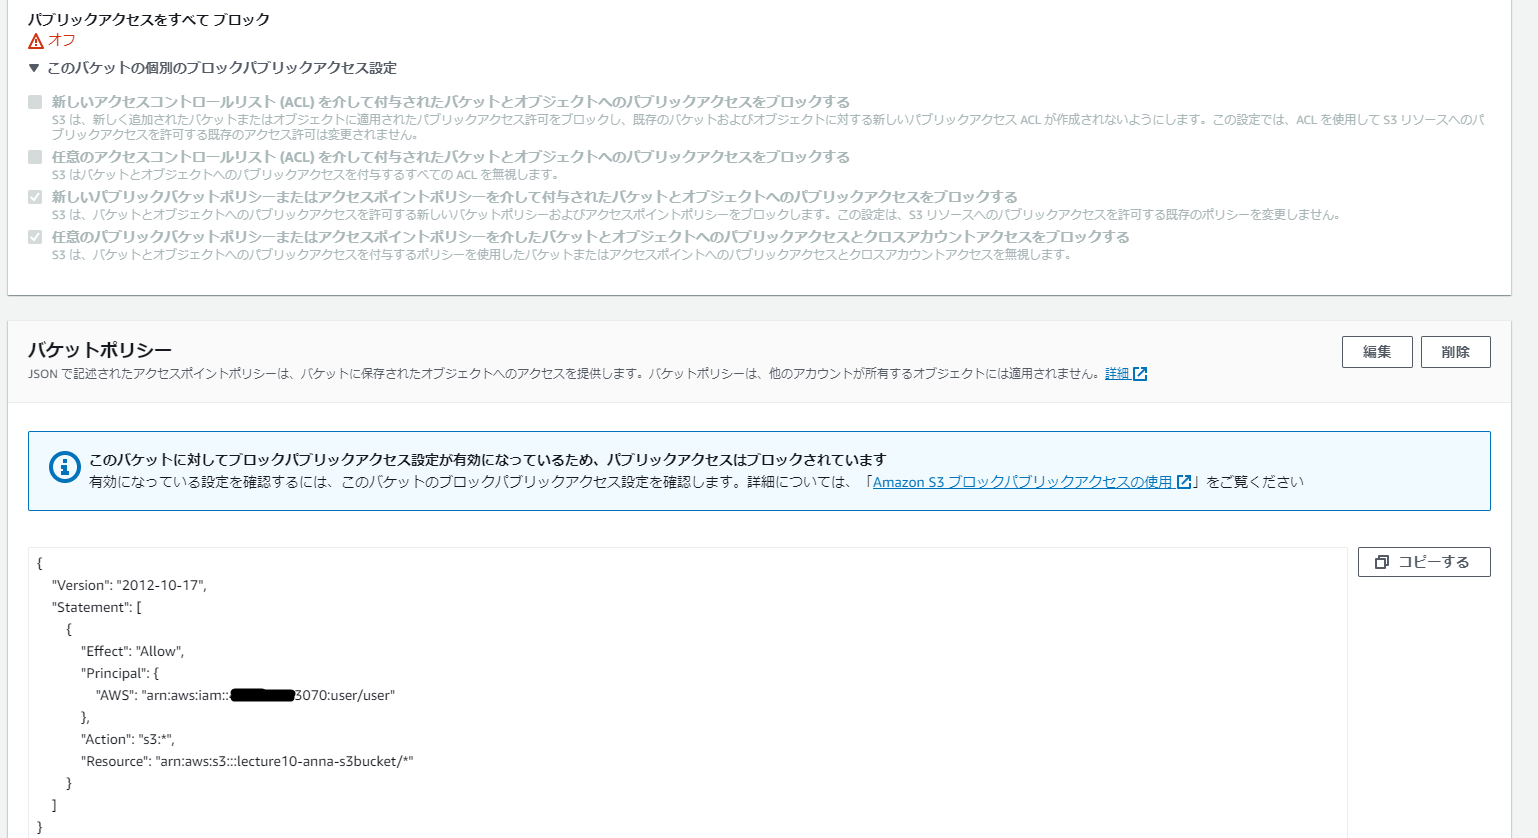 パブリックアクセスをすべて ブロック
オフ
▼ このバケットの個別のブロックパブリックアクセス設定
新しいアクセスコントロールリスト (ACL) を介して付与されたバケットとオブジェクトへのパブリックアクセスをブロックする
S3 は、新しく追加されたバケットまたはオブジェクトに適用されたパブリックアクセス許可をブロックし、既存のバケットおよびオブジェクトに対する新しいパブリックアクセス ACL が作成されないようにします。この設定では、ACL を使用して S3 リソースへのパ
ブリックアクセスを許可する既存のアクセス許可は変更されません。
任意のアクセスコントロールリスト (ACL) を介して付与されたバケットとオブジェクトへのパブリックアクセスをブロックする
S3 はバケットとオブジェクトへのパブリックアクセスを付与するすべての ACL を無視します。
新しいパブリックバケットポリシーまたはアクセスポイントポリシーを介して付与されたバケットとオブジェクトへのパブリックアクセスをブロックする
S3 は、バケットとオブジェクトへのパブリックアクセスを許可する新しいバケットポリシーおよびアクセスポイントポリシーをブロックします。この設定は、S3 リソースへのパブリックアクセスを許可する既存のポリシーを変更しません。
任意のパブリックバケットポリシーまたはアクセスポイントポリシーを介したバケットとオブジェクトへのパブリックアクセスとクロスアカウントアクセスをブロックする
S3 は、バケットとオブジェクトへのパブリックアクセスを付与するポリシーを使用したバケットまたはアクセスポイントへのパブリックアクセスとクロスアカウントアクセスを無視します。
バケットポリシー
編集
削除
JSON で記述されたアクセスポイントポリシーは、バケットに保存されたオブジェクトへのアクセスを提供します。バケットポリシーは、他のアカウントが所有するオブジェクトには適用されません。詳細
このバケットに対してブロックパブリックアクセス設定が有効になっているため、パブリックアクセスはブロックされています
有効になっている設定を確認するには、このバケットのブロックパブリックアクセス設定を確認します。詳細については、「Amazon S3 ブロックパブリックアクセスの使用」をご覧ください
コピーする
{
"Version": "2012-10-17",
"Statement": [
{
"Effect": "Allow",
"Principal": {
"AWS": "arn:aws:iam::3070:user/user"
},
"Action": "s3:*",
"Resource": "arn:aws:s3:::lecture10-anna-s3bucket/*"
}
]
}